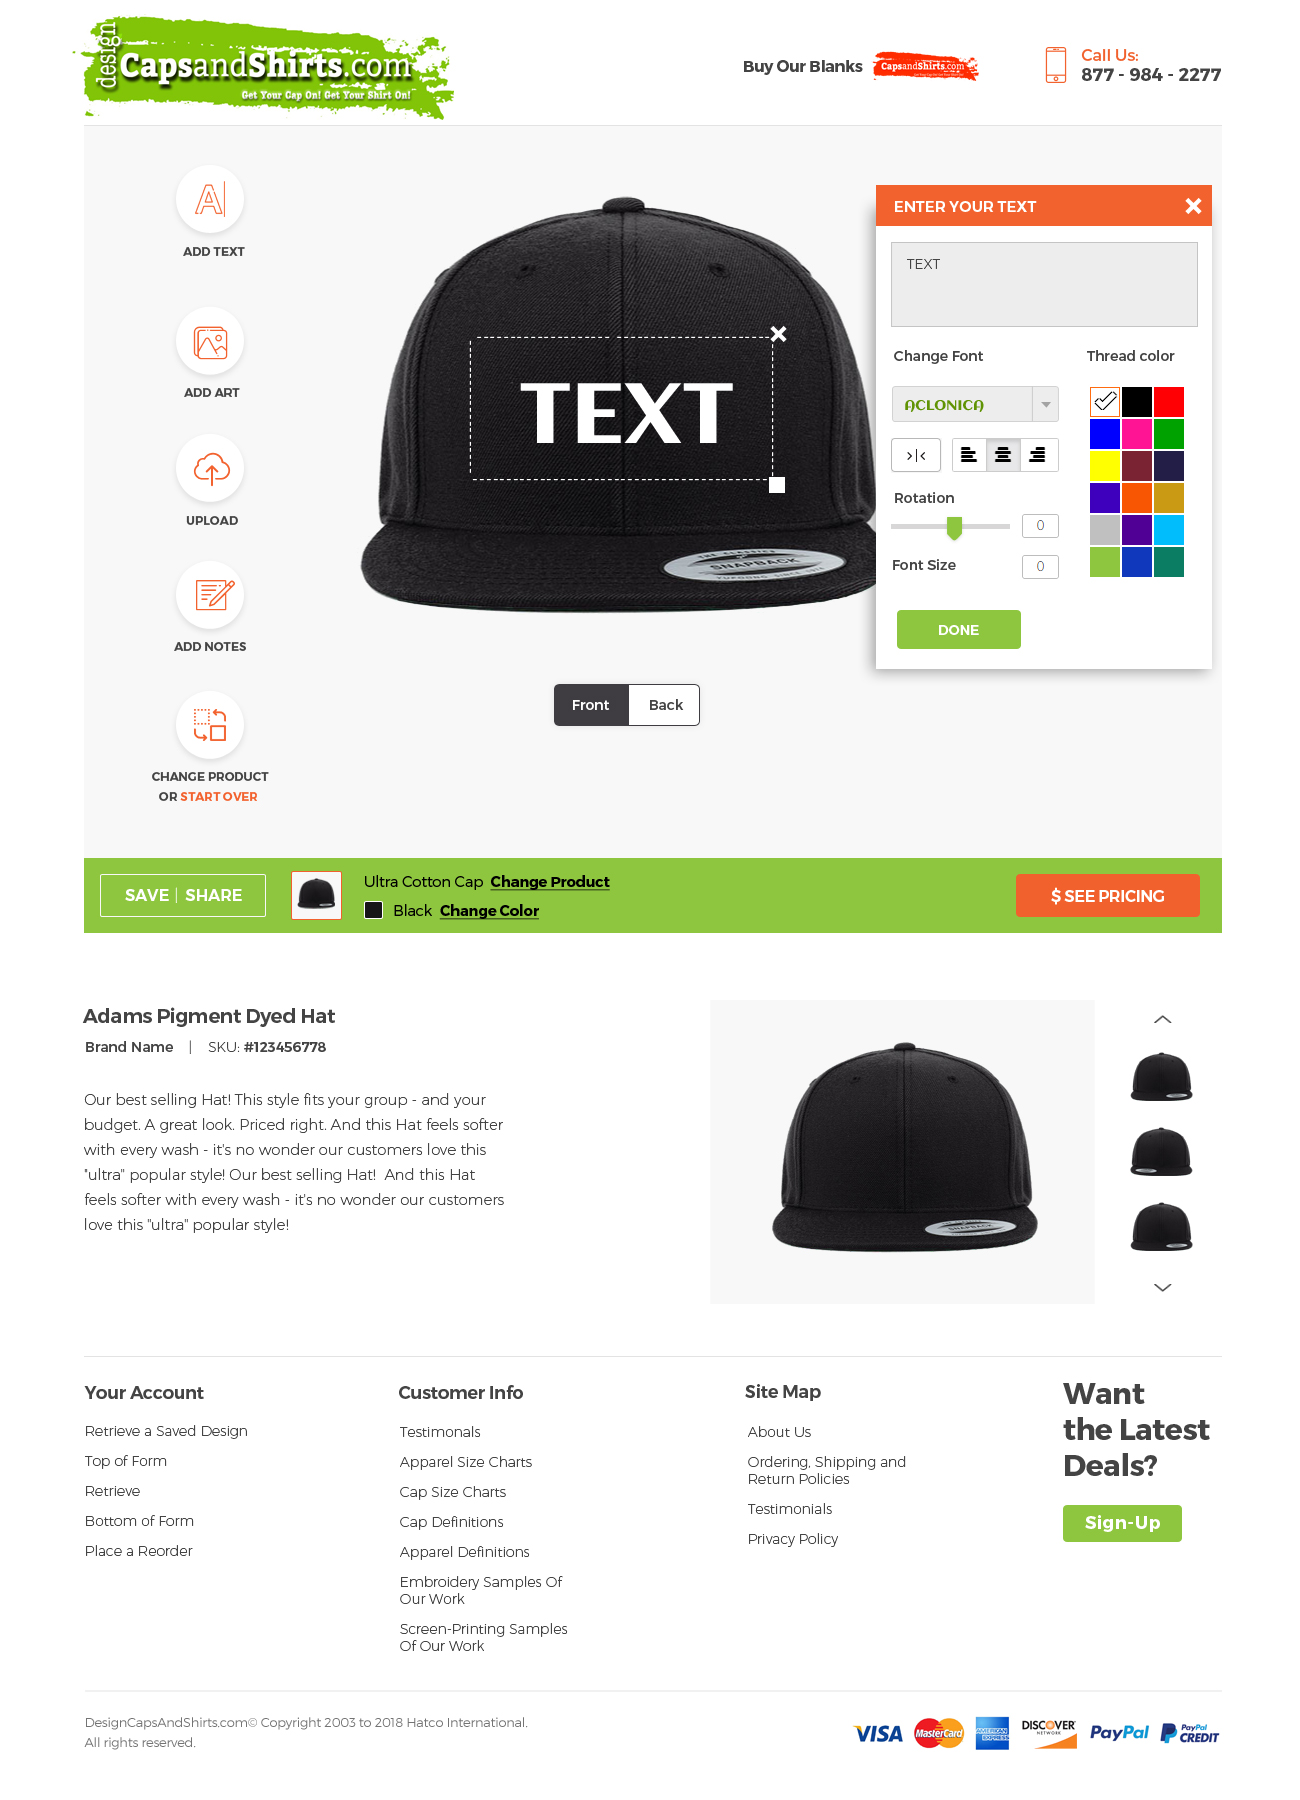 design
CapsandShirts.com
Get Your Cap On! Get Your Shirt On!
Buy Our Blanks
CapsandShirts.com
Call Us:
877 - 984 - 2277
ADD TEXT
ADD ART
UPLOAD
ADD NOTES
CHANGE PRODUCT
OR START OVER
TEXT
THE CLASSICS
SNAPBACK
YUPOONG SINCE 1974
Front
Back
ENTER YOUR TEXT
TEXT
Change Font
Thread color
ACLONICA
Rotation
0
Font Size
0
DONE
SAVE | SHARE
Ultra Cotton Cap Change Product
Black Change Color
$ SEE PRICING
Adams Pigment Dyed Hat
Brand Name | SKU: #123456778
Our best selling Hat! This style fits your group - and your
budget. A great look. Priced right. And this Hat feels softer
with every wash - it's no wonder our customers love this
"ultra" popular style! Our best selling Hat! And this Hat
feels softer with every wash - it's no wonder our customers
love this "ultra" popular style!
SNAPBACK
Your Account
Retrieve a Saved Design
Top of Form
Retrieve
Bottom of Form
Place a Reorder
Customer Info
Testimonals
Apparel Size Charts
Cap Size Charts
Cap Definitions
Apparel Definitions
Embroidery Samples Of
Our Work
Screen-Printing Samples
Of Our Work
Site Map
About Us
Ordering, Shipping and
Return Policies
Testimonials
Privacy Policy
Want
the Latest
Deals?
Sign-Up
DesignCapsAndShirts.com© Copyright 2003 to 2018 Hatco International.
All rights reserved.
VISA
MasterCard
AMERICAN
EXPRESS
DISCOVER
NETWORK
PayPal
PayPal
CREDIT